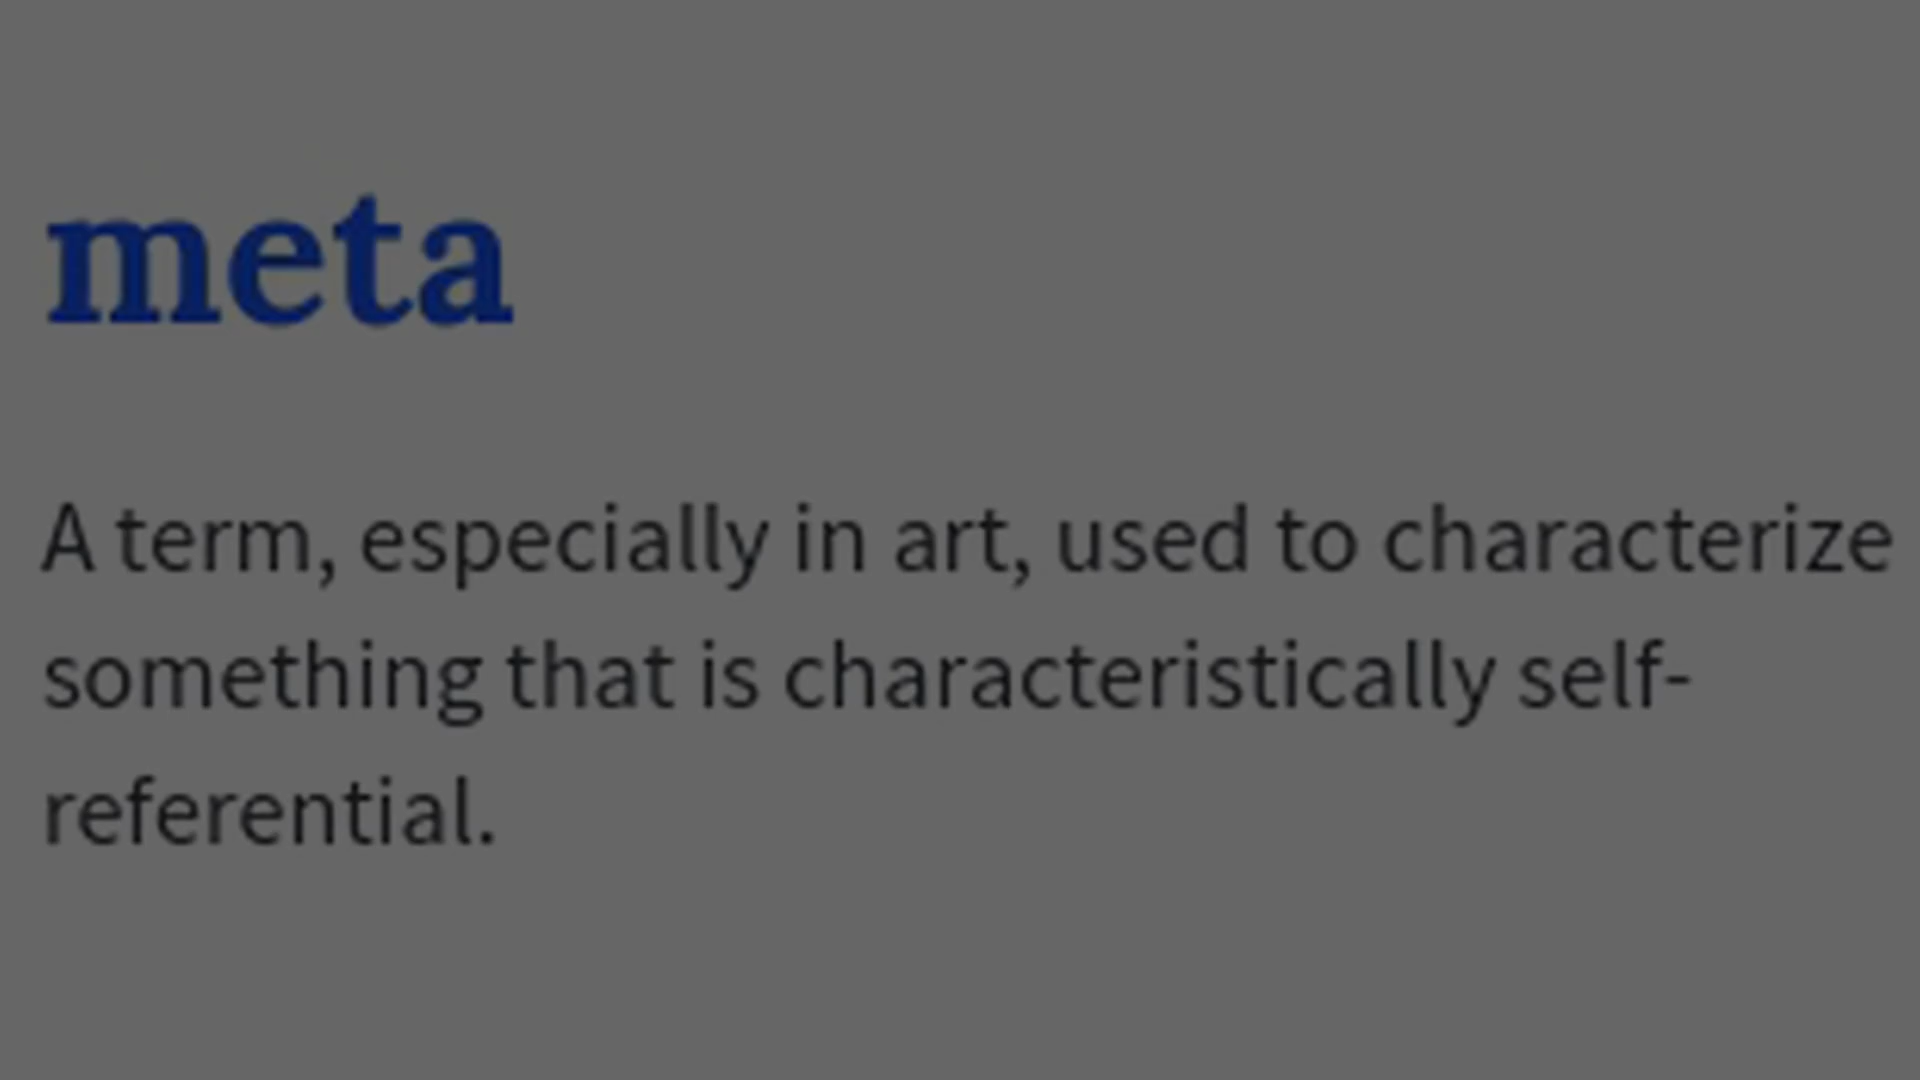 meta
A term, especially in art, used to characterize
something that is characteristically self-
referential.